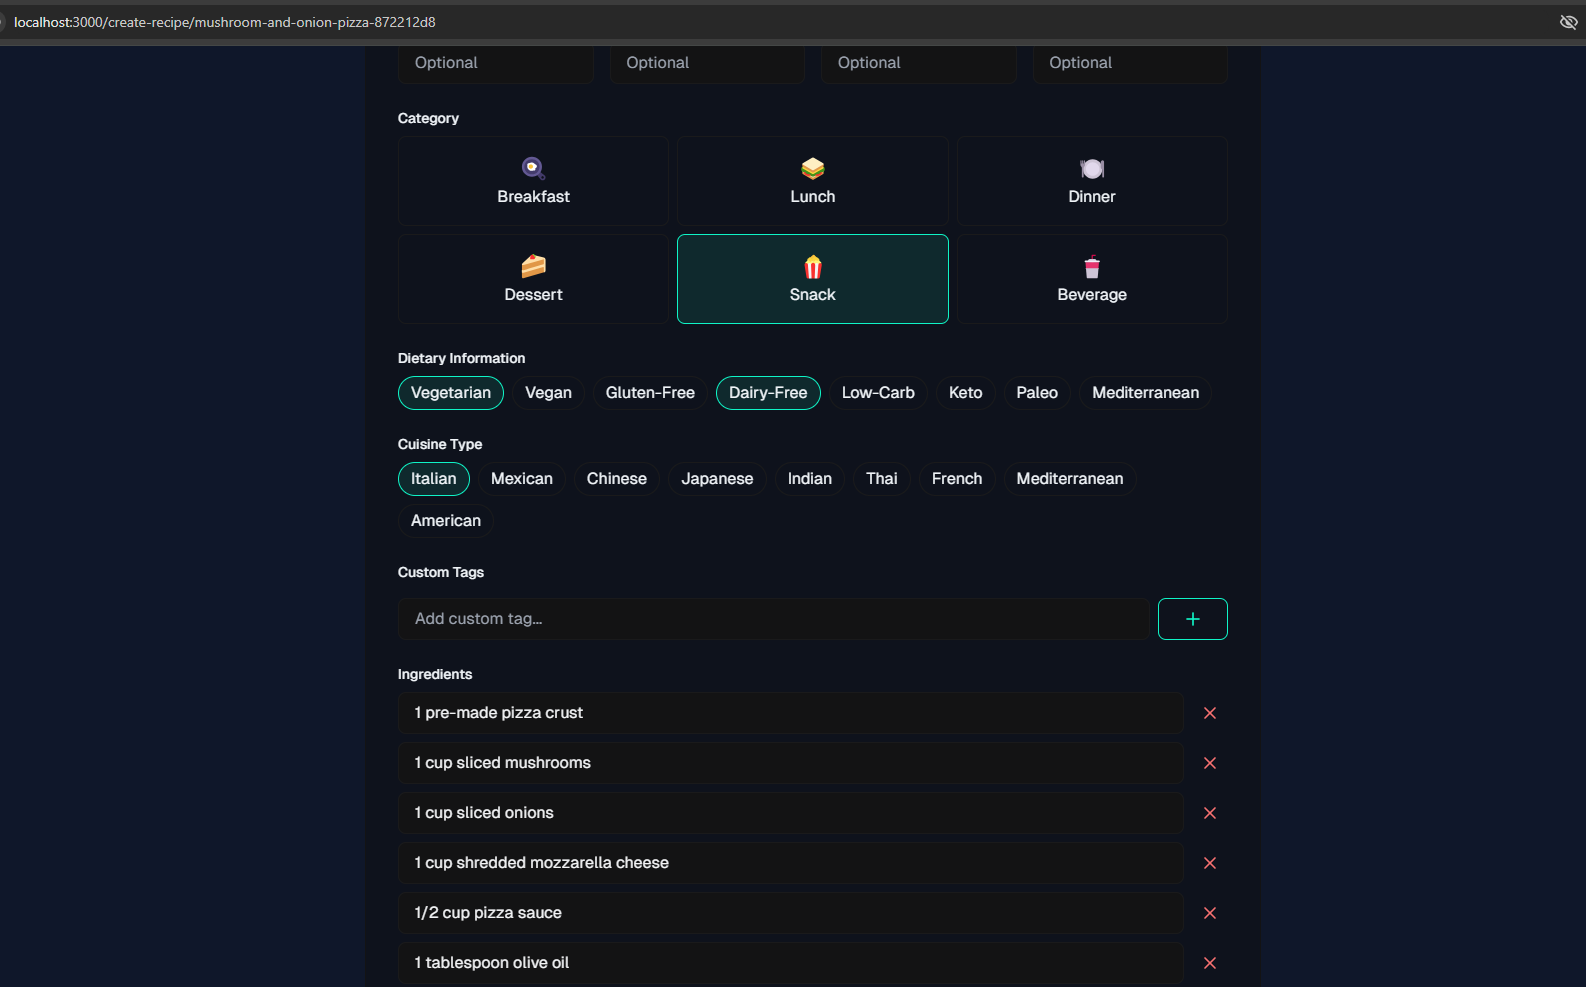 localhost:3000/create-recipe/mushroom-and-onion-pizza-872212d8
Optional Optional Optional Optional
Category
Breakfast Lunch Dinner
Dessert Snack Beverage
Dietary Information
Vegetarian Vegan Gluten-Free Dairy-Free Low-Carb Keto Paleo Mediterranean
Cuisine Type
Italian Mexican Chinese Japanese Indian Thai French Mediterranean
American
Custom Tags
Add custom tag...
Ingredients
1 pre-made pizza crust
1 cup sliced mushrooms
1 cup sliced onions
1 cup shredded mozzarella cheese
1/2 cup pizza sauce
1 tablespoon olive oil